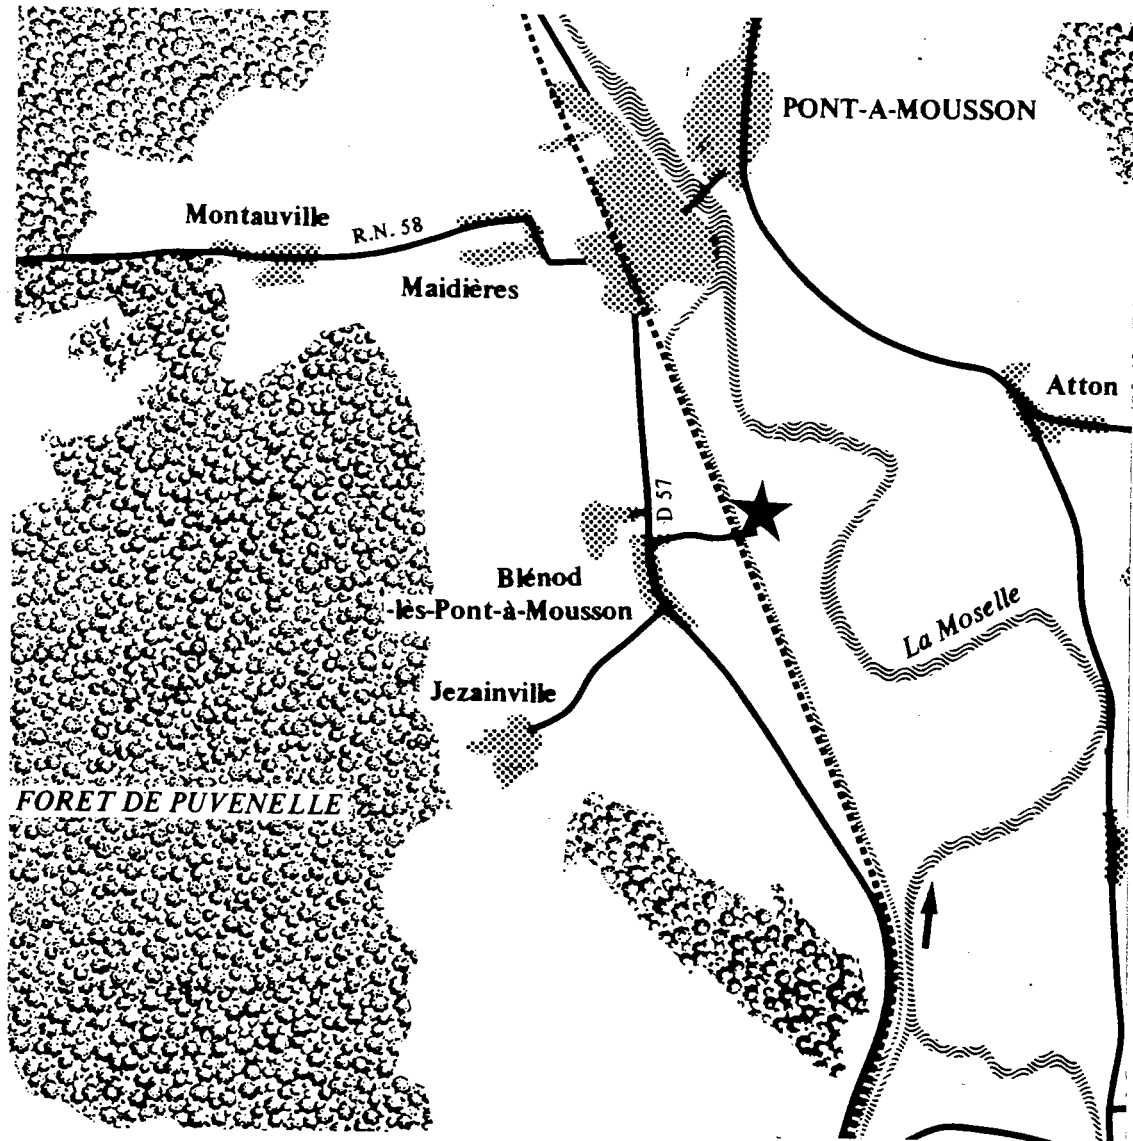 PONT-A-MOUSSON
Montauville
R.N. 58
Maidières
Atton
D 57
Blénod
-lès-Pont-à-Mousson
La Moselle
Jezainville
FORET DE PUVENELLE